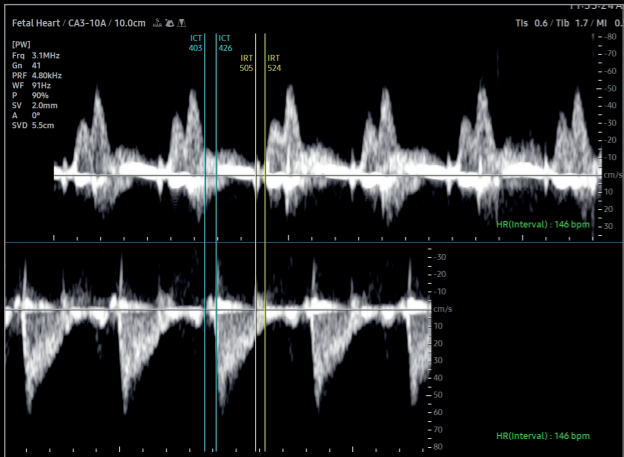 Fetal Heart / CA3-10A / 10.0cm
TIs 0.6 / TIb 1.7 / MI
[PW]
Frq 3.1MHz
Gn 41
PRF 4.80kHz
WF 91Hz
P 90%
SV 2.0mm
A 0°
SVD 5.5cm
ICT ICT
403 426
IRT IRT
505 524
-80
-70
-60
-50
-40
-30
-20
-10
cm/s
10
20
30
HR(Interval) : 146 bpm
-30
-20
-10
cm/s
10
20
30
40
50
60
70
80
HR(Interval) : 146 bpm